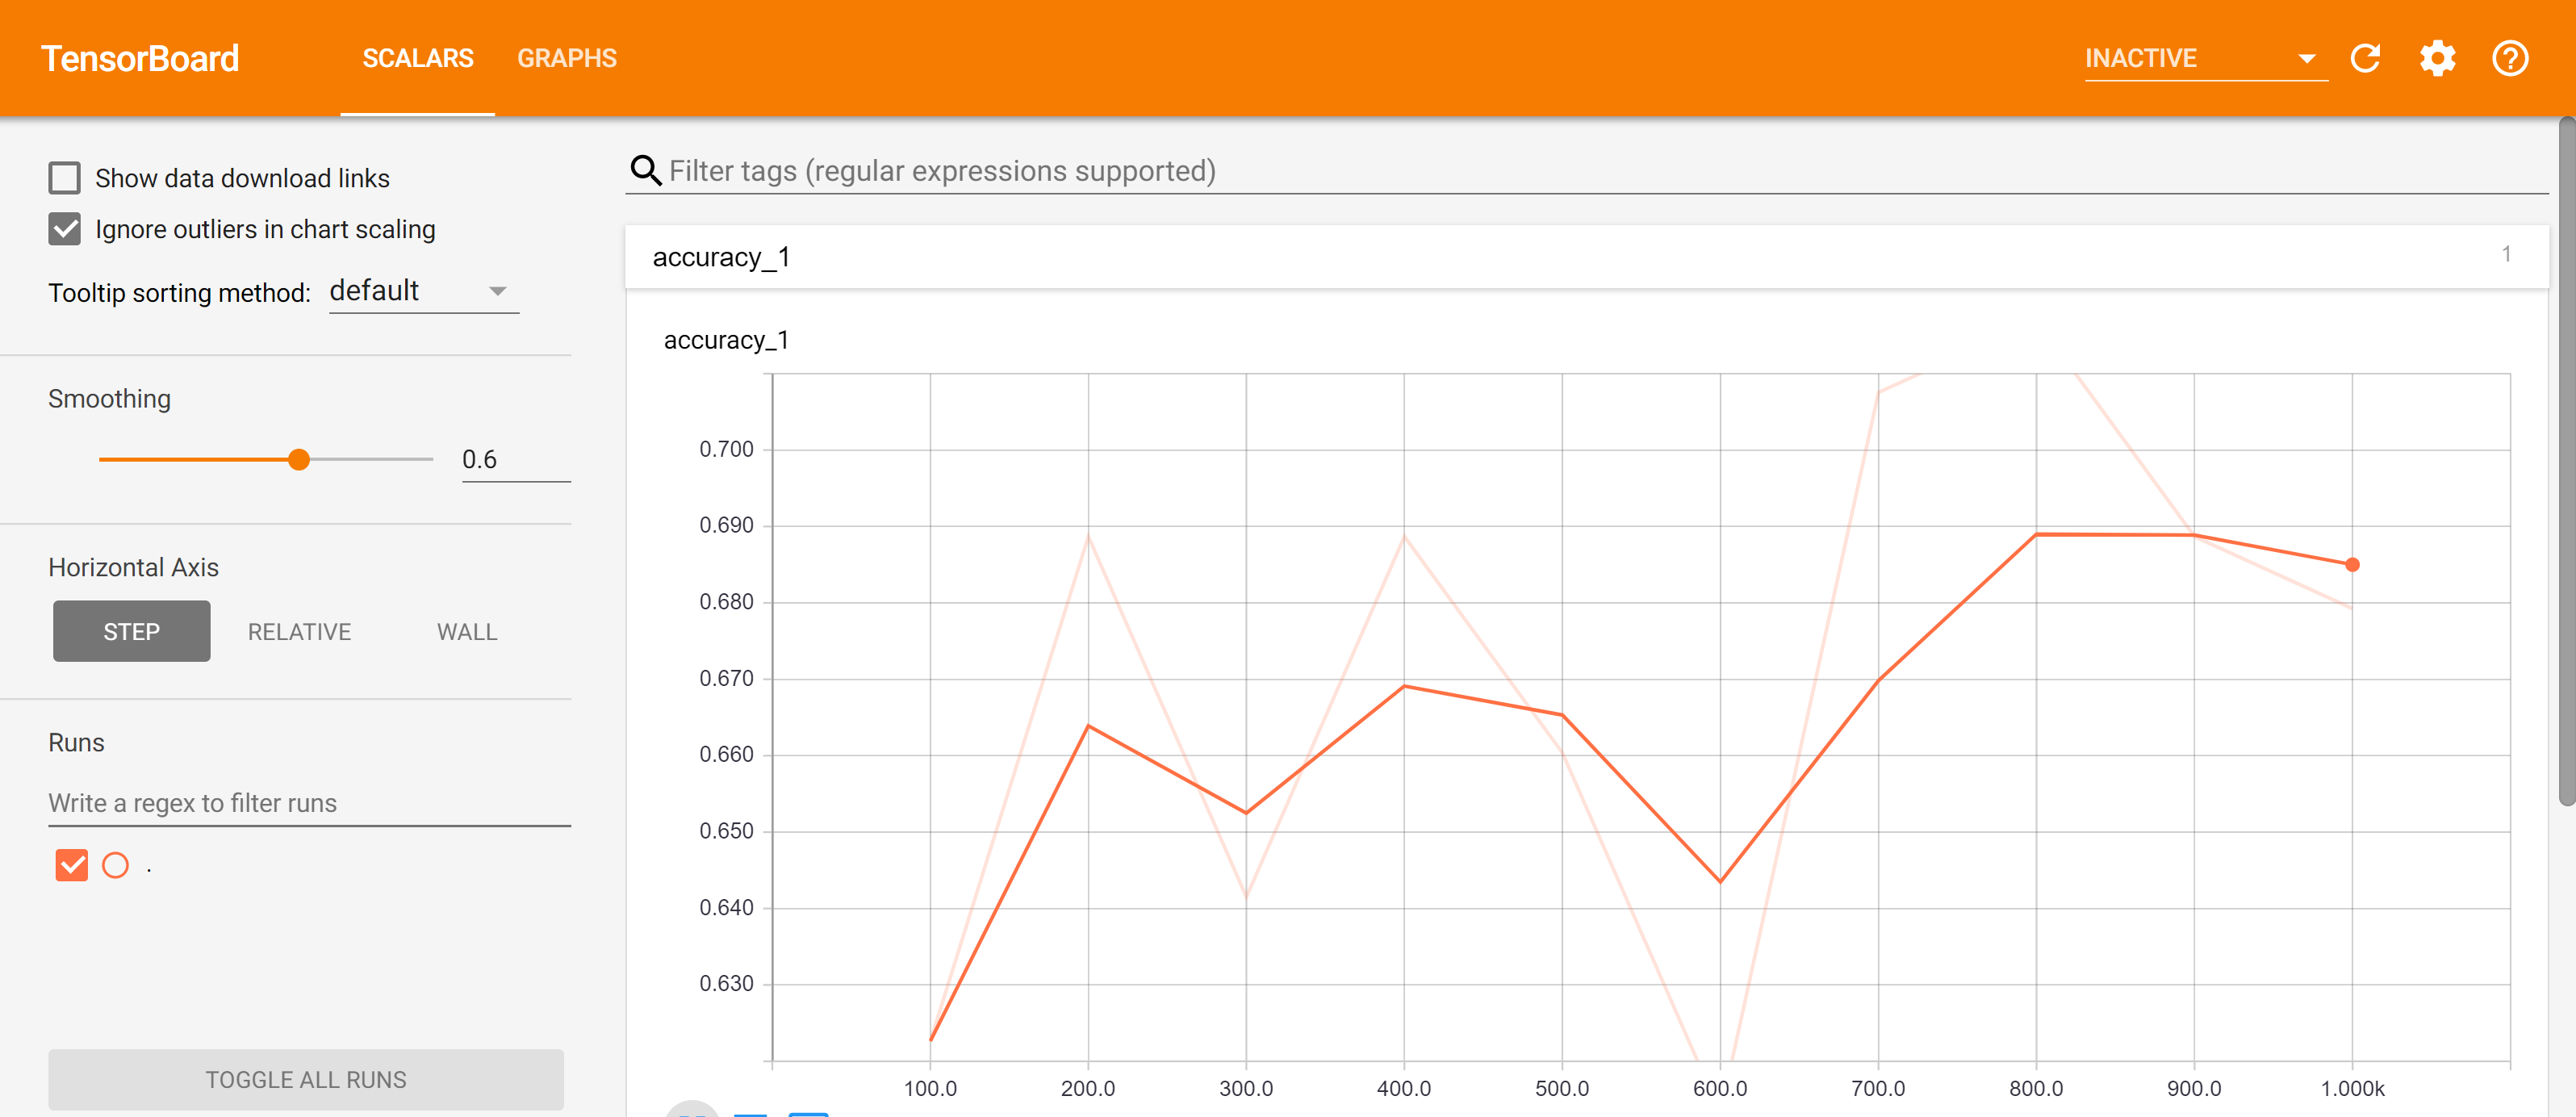 TensorBoard SCALARS GRAPHS INACTIVE
Show data download links
Ignore outliers in chart scaling
Tooltip sorting method: default
Smoothing
0.6
Horizontal Axis
STEP RELATIVE WALL
Runs
Write a regex to filter runs
.
TOGGLE ALL RUNS
Filter tags (regular expressions supported)
accuracy_1 1
accuracy_1
0.700
0.690
0.680
0.670
0.660
0.650
0.640
0.630
100.0 200.0 300.0 400.0 500.0 600.0 700.0 800.0 900.0 1.000k